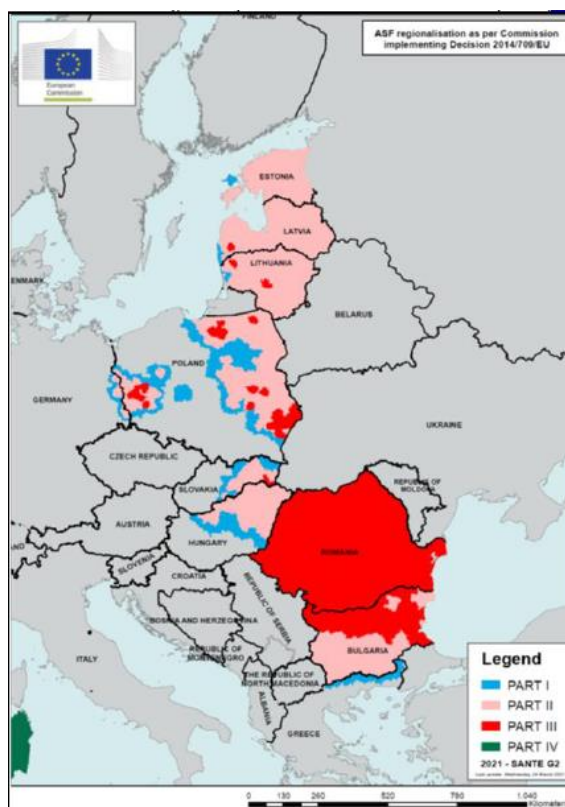 FINLAND
ASF regionalisation as per Commission
implementing Decision 2014/709/EU
European
Commission
ESTONIA
LATVIA
LITHUANIA
DENMARK
BELARUS
POLAND
GERMANY
UKRAINE
CZECH REPUBLIC
SLOVAKIA
REPUBLIC OF
MOLDOVA
AUSTRIA
HUNGARY
ROMANIA
SLOVENIA
CROATIA
REPUBLIC OF SERBIA
BOSNIA AND HERZEGOVINA
ITALY
REPUBLIC OF
MONTENEGRO
BULGARIA
THE REPUBLIC OF
NORTH MACEDONIA
ALBANIA
GREECE
Legend
PART I
PART II
PART III
PART IV
2021 - SANTE G2
0 130 260 520 780 1.040
Kilometers